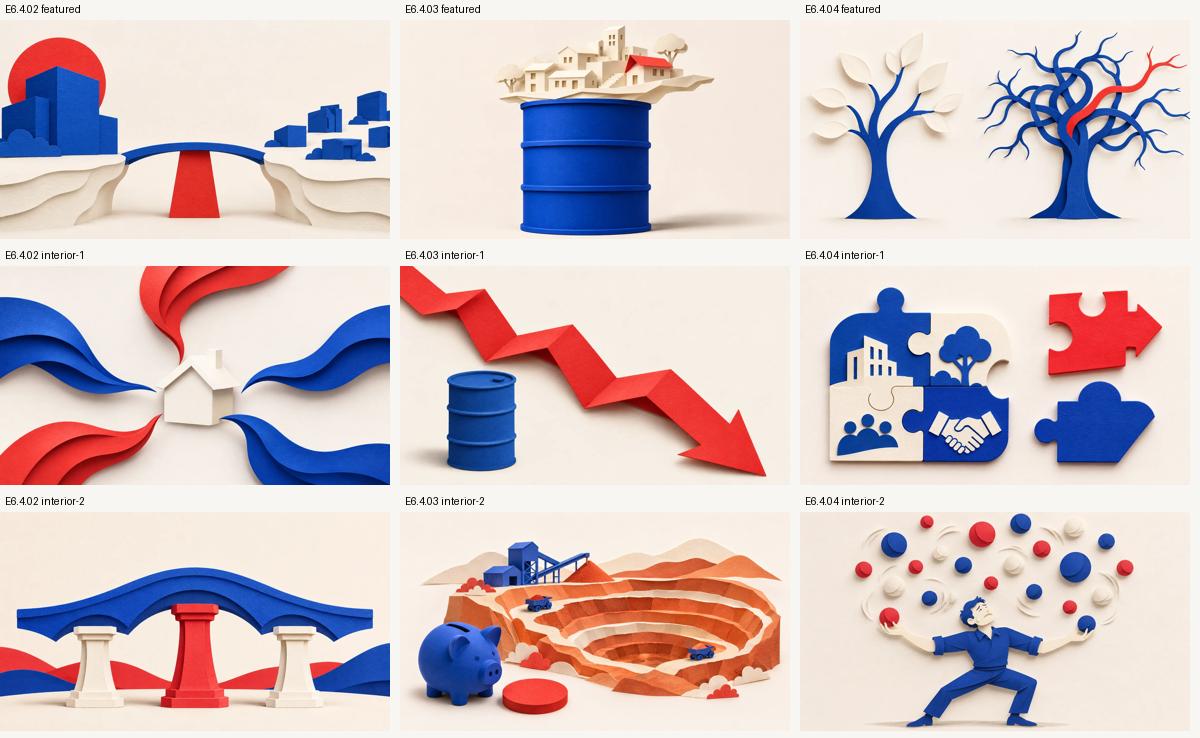 E6.4.02 featured
E6.4.03 featured
E6.4.04 featured
E6.4.02 interior-1
E6.4.03 interior-1
E6.4.04 interior-1
E6.4.02 interior-2
E6.4.03 interior-2
E6.4.04 interior-2